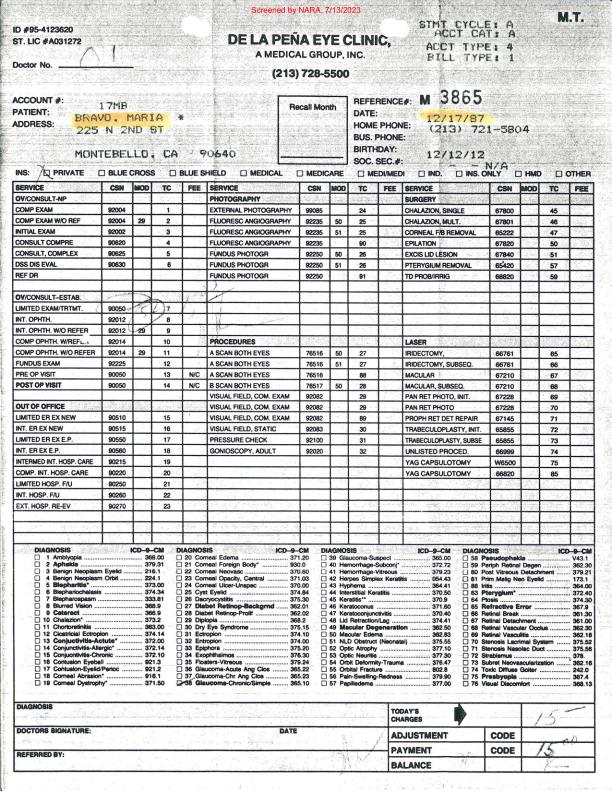 Screened by NARA, 7/13/2023
ID #95-4123620
ST. LIC #A031272
Doctor No.
DE LA PEÑA EYE CLINIC,
A MEDICAL GROUP, INC.
(213) 728-5500
STMT CYCLE: A
ACCT CAT: A
ACCT TYPE: 4
BILL TYPE: 1
M.T.
ACCOUNT #: 17MB
PATIENT: BRAVO, MARIA *
ADDRESS: 225 N 2ND ST
MONTEBELLO, CA 90640
Recall Month
REFERENCE#: M 3865
DATE: 12/17/87
HOME PHONE: (213) 721-5804
BUS. PHONE:
BIRTHDAY: 12/12/12
SOC. SEC.#: - - N/A
INS: PRIVATE BLUE CROSS BLUE SHIELD MEDICAL MEDICARE MEDI/MEDI IND. INS. ONLY HMD OTHER
SERVICE CSN MOD TC FEE SERVICE CSN MOD TC FEE SERVICE CSN MOD TC FEE
OV/CONSULT-NP PHOTOGRAPHY SURGERY
COMP EXAM 92004 1 EXTERNAL PHOTOGRAPHY 99085 24 CHALAZION, SINGLE 67800 45
COMP EXAM W/O REF 92004 29 2 FLUORESC ANGIOGRAPHY 92235 50 25 CHALAZION, MULT. 67801 46
INITIAL EXAM 92002 3 FLUORESC ANGIOGRAPHY 92235 51 25 CORNEAL F/B REMOVAL 65222 47
CONSULT COMPRE 90620 4 FLUORESC ANGIOGRAPHY 92235 90 EPILATION 67820 50
CONSULT, COMPLEX 90625 5 FUNDUS PHOTOGR 92250 50 26 EXCIS LID LESION 67840 51
DSS DIS EVAL 90630 6 FUNDUS PHOTOGR 92250 51 26 PTERYGIUM REMOVAL 65420 57
REF DR FUNDUS PHOTOGR 92250 91 TD PROB/IRRIG 68820 59
OV/CONSULT-ESTAB.
LIMITED EXAM/TRTMT. 90050 7
INT. OPHTH. 92012 8
INT. OPHTH. W/O REFER 92012 29 9
COMP OPHTH. W/REF 92014 10 PROCEDURES LASER
COMP OPHTH. W/O REFER 92014 29 11 A SCAN BOTH EYES 76516 50 27 IRIDECTOMY, 66761 65
FUNDUS EXAM 92225 12 A SCAN BOTH EYES 76516 51 27 IRIDECTOMY, SUBSEQ. 66761 66
PRE OP VISIT 90050 13 N/C A SCAN BOTH EYES 76516 88 MACULAR 67210 67
POST OP VISIT 90050 14 N/C B SCAN BOTH EYES 76517 50 28 MACULAR, SUBSEQ. 67210 68
VISUAL FIELD, COM. EXAM 92082 29 PAN RET PHOTO, INIT. 67228 69
OUT OF OFFICE VISUAL FIELD, COM. EXAM 92082 28 PAN RET PHOTO 67228 70
LIMITED ER EX NEW 90510 15 VISUAL FIELD, COM. EXAM 92082 89 PROPH RET DET REPAIR 67145 71
INT. ER EX NEW 90515 16 VISUAL FIELD, STATIC 92083 30 TRABECULOPLASTY, INIT. 65855 72
LIMITED ER EX E.P. 90550 17 PRESSURE CHECK 92100 31 TRABECULOPLASTY, SUBSE 65855 73
INT. ER EX E.P. 90560 18 GONIOSCOPY, ADULT 92020 32 UNLISTED PROCED. 66999 74
INTERMED INT. HOSP. CARE 90215 19 YAG CAPSULOTOMY W6500 75
COMP. INT. HOSP. CARE 90220 20 YAG CAPSULOTOMY 66820 85
LIMITED HOSP. F/U 90250 21
INT. HOSP. F/U 90260 22
EXT. HOSP. RE-EV 90270 23
DIAGNOSIS ICD-9-CM
1 Amblyopia 368.00
2 Aphakia 379.31
3 Benign Neoplasm Eyelid 216.1
4 Benign Neoplasm Orbit 224.1
5 Blepharitis* 373.00
6 Blepharochalasis 374.34
7 Blepharospasm 333.81
8 Blurred Vision 368.9
9 Cataract 366.9
10 Chalazion* 373.2
11 Chorioretinitis 363.00
12 Cicatrical Entropion 374.14
13 Conjunctivitis-Acute* 372.00
14 Conjunctivitis-Allergic* 372.14
15 Conjunctivitis-Chronic 372.10
16 Contusion Eyeball 921.3
17 Contusion-Eyelid/Perioc 921.2
18 Corneal Abrasion* 918.1
19 Corneal Dystrophy* 371.50
DIAGNOSIS ICD-9-CM
20 Corneal Edema 371.20
21 Corneal Foreign Body* 930.0
22 Corneal Neovasc 370.60
23 Corneal Opacity, Central 371.03
24 Corneal Ulcer-Unspec 370.00
25 Cyst Eyelid 374.84
26 Dacryocystitis 375.30
27 Diabet Retinop-Backgrnd 362.01
28 Diabet Retinop-Prolif 362.02
29 Diplopia 368.2
30 Dry Eye Syndrome 375.15
31 Ectropion 374.10
32 Entropion 374.00
33 Epiphora 375.20
34 Exophthalmos 376.30
35 Floaters-Vitreous 379.24
36 Glaucoma-Acute Ang Clos 365.22
37 Glaucoma-Chr Ang Clos 365.23
38 Glaucoma-Chronic/Simple 365.10
DIAGNOSIS ICD-9-CM
39 Glaucoma-Suspect 365.00
40 Hemorrhage-Subconj* 372.72
41 Hemorrhage-Vitreous 379.23
42 Herpes Simplex Keratitis 054.43
43 Hyphema 364.41
44 Interstitial Keratitis 370.50
45 Keratitis** 370.9
46 Keratoconus 371.60
47 Keratoconjunctivitis 370.40
48 Lid Retraction/Lag 374.41
49 Macular Degeneration 362.50
50 Macular Edema 362.83
51 NLD Obstruct (Neonatal) 375.55
52 Optic Atrophy 377.10
53 Optic Neuritis 377.30
54 Orbit Deformity-Trauma 376.47
55 Orbital Fracture 802.8
56 Pain-Swelling-Redness 379.90
57 Papilledema 377.00
DIAGNOSIS ICD-9-CM
58 Pseudophakia V43.1
59 Periph Retinal Degen 362.60
60 Post Vitreous Detachment 379.21
61 Prim Malig Neo Eyelid 173.1
62 Iritis 364.00
63 Pterygium* 372.40
64 Ptosis 374.30
65 Refractive Error 367.9
66 Retinal Break 361.30
67 Retinal Detachment 361.00
68 Retinal Vascular Occlus 362.30
69 Retinal Vasculitis 362.18
70 Stenosis Lacrimal System 375.52
71 Stenosis Nasolac Duct 375.56
72 Strabismus 378.
73 Subret Neovascularization 362.16
74 Toxic Diffuse Goiter 242.0
75 Presbyopia 367.4
76 Visual Discomfort 368.13
DIAGNOSIS
DOCTORS SIGNATURE: DATE
REFERRED BY:
TODAY'S CHARGES 15-
ADJUSTMENT CODE
PAYMENT CODE 15.00
BALANCE